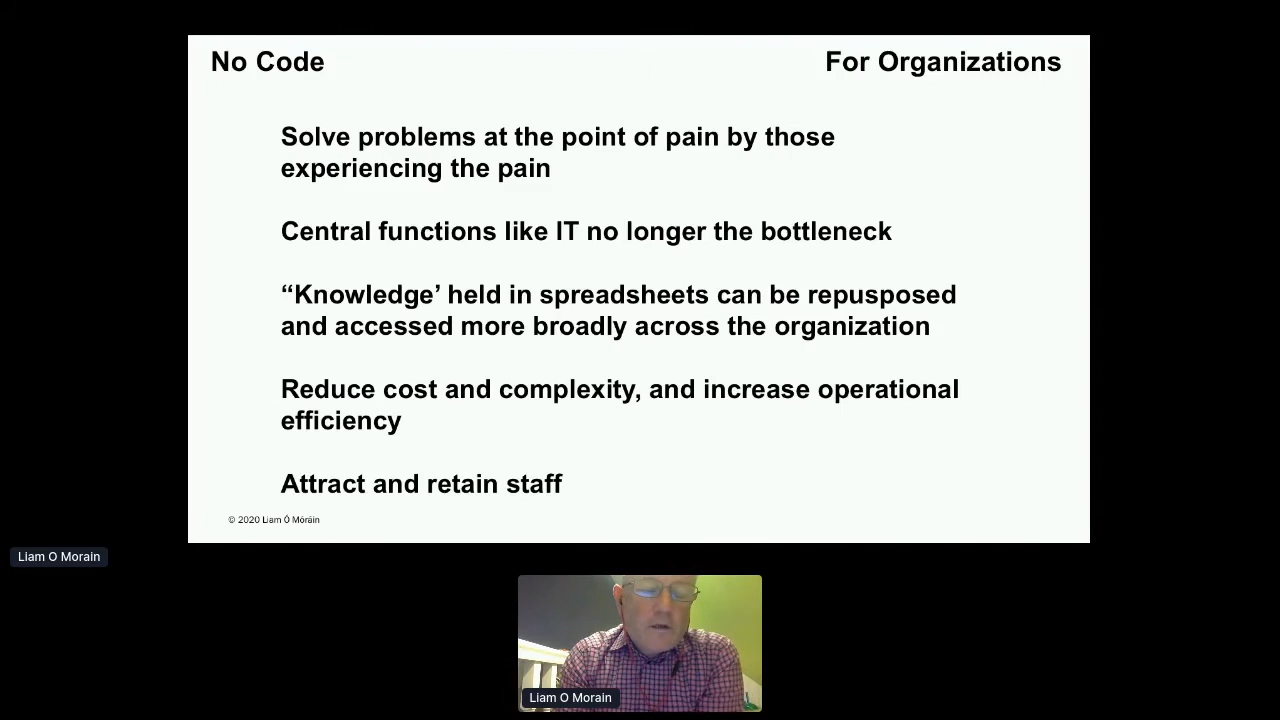 No Code
For Organizations
Solve problems at the point of pain by those
experiencing the pain
Central functions like IT no longer the bottleneck
“Knowledge’ held in spreadsheets can be repusposed
and accessed more broadly across the organization
Reduce cost and complexity, and increase operational
efficiency
Attract and retain staff
© 2020 Liam Ó Móráin
Liam O Morain
Liam O Morain